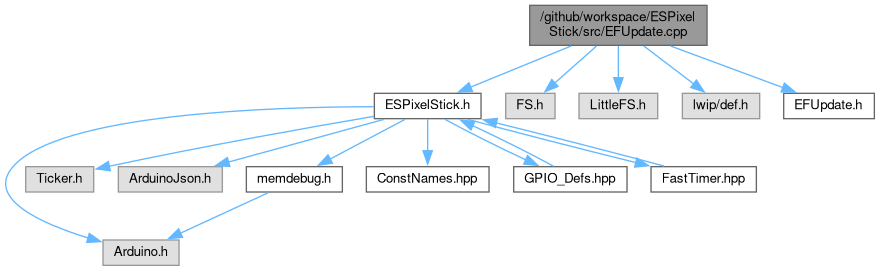 /github/workspace/ESPixel
Stick/src/EFUpdate.cpp
ESPixelStick.h
FS.h
LittleFS.h
lwip/def.h
EFUpdate.h
Ticker.h
ArduinoJson.h
memdebug.h
ConstNames.hpp
GPIO_Defs.hpp
FastTimer.hpp
Arduino.h